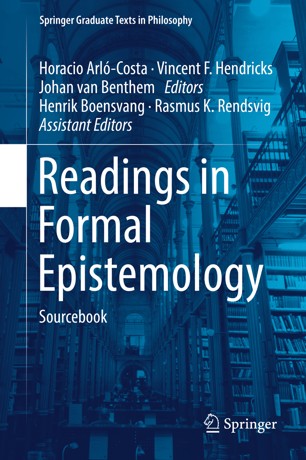 Springer Graduate Texts in Philosophy
Horacio Arló-Costa · Vincent F. Hendricks
Johan van Benthem Editors
Henrik Boensvang · Rasmus K. Rendsvig
Assistant Editors
Readings in
Formal
Epistemology
Sourcebook
Springer